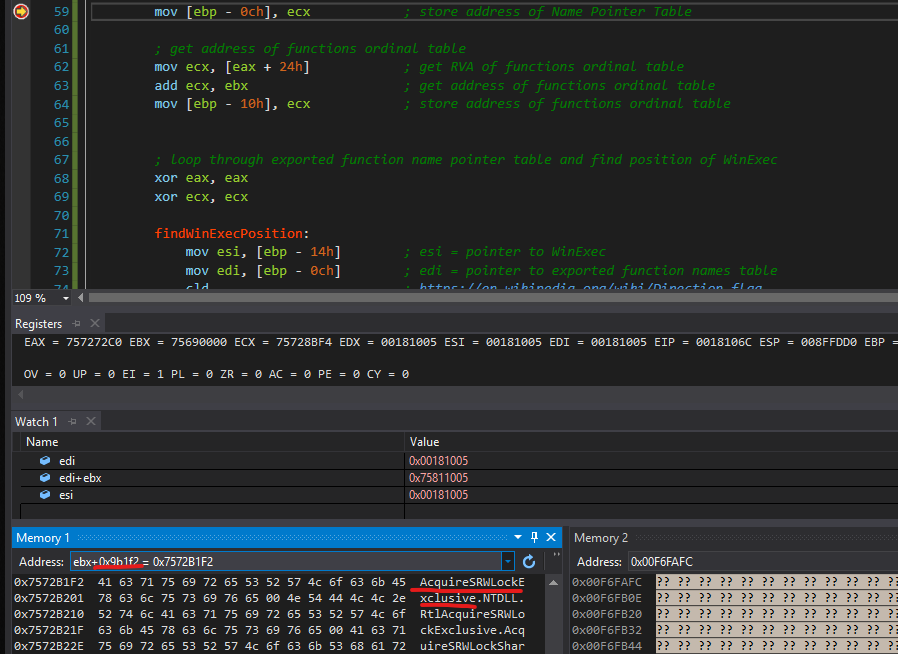 59 mov [ebp - 0ch], ecx ; store address of Name Pointer Table
60
61 ; get address of functions ordinal table
62 mov ecx, [eax + 24h] ; get RVA of functions ordinal table
63 add ecx, ebx ; get address of functions ordinal table
64 mov [ebp - 10h], ecx ; store address of functions ordinal table
65
66
67 ; loop through exported function name pointer table and find position of WinExec
68 xor eax, eax
69 xor ecx, ecx
70
71 findWinExecPosition:
72 mov esi, [ebp - 14h] ; esi = pointer to WinExec
73 mov edi, [ebp - 0ch] ; edi = pointer to exported function names table
74 cld ; https://en.wikipedia.org/wiki/Direction_flag
109 %
Registers
EAX = 757272C0 EBX = 75690000 ECX = 75728BF4 EDX = 00181005 ESI = 00181005 EDI = 00181005 EIP = 0018106C ESP = 008FFDD0 EBP =
OV = 0 UP = 0 EI = 1 PL = 0 ZR = 0 AC = 0 PE = 0 CY = 0
Watch 1
Name Value
edi 0x00181005
edi+ebx 0x75811005
esi 0x00181005
Memory 1
Address: ebx+0x9b1f2 = 0x7572B1F2
0x7572B1F2 41 63 71 75 69 72 65 53 52 57 4c 6f 63 6b 45 AcquireSRWLockE
0x7572B201 78 63 6c 75 73 69 76 65 00 4e 54 44 4c 4c 2e xclusive.NTDLL.
0x7572B210 52 74 6c 41 63 71 75 69 72 65 53 52 57 4c 6f RtlAcquireSRWLo
0x7572B21F 63 6b 45 78 63 6c 75 73 69 76 65 00 41 63 71 ckExclusive.Acq
0x7572B22E 75 69 72 65 53 52 57 4c 6f 63 6b 53 68 61 72 uireSRWLockShar
Memory 2
Address: 0x00F6FAFC
0x00F6FAFC ?? ?? ?? ?? ?? ?? ?? ?? ?? ?? ?? ??
0x00F6FB0E ?? ?? ?? ?? ?? ?? ?? ?? ?? ?? ?? ??
0x00F6FB20 ?? ?? ?? ?? ?? ?? ?? ?? ?? ?? ?? ??
0x00F6FB32 ?? ?? ?? ?? ?? ?? ?? ?? ?? ?? ?? ??
0x00F6FB44 ?? ?? ?? ?? ?? ?? ?? ?? ?? ?? ?? ??